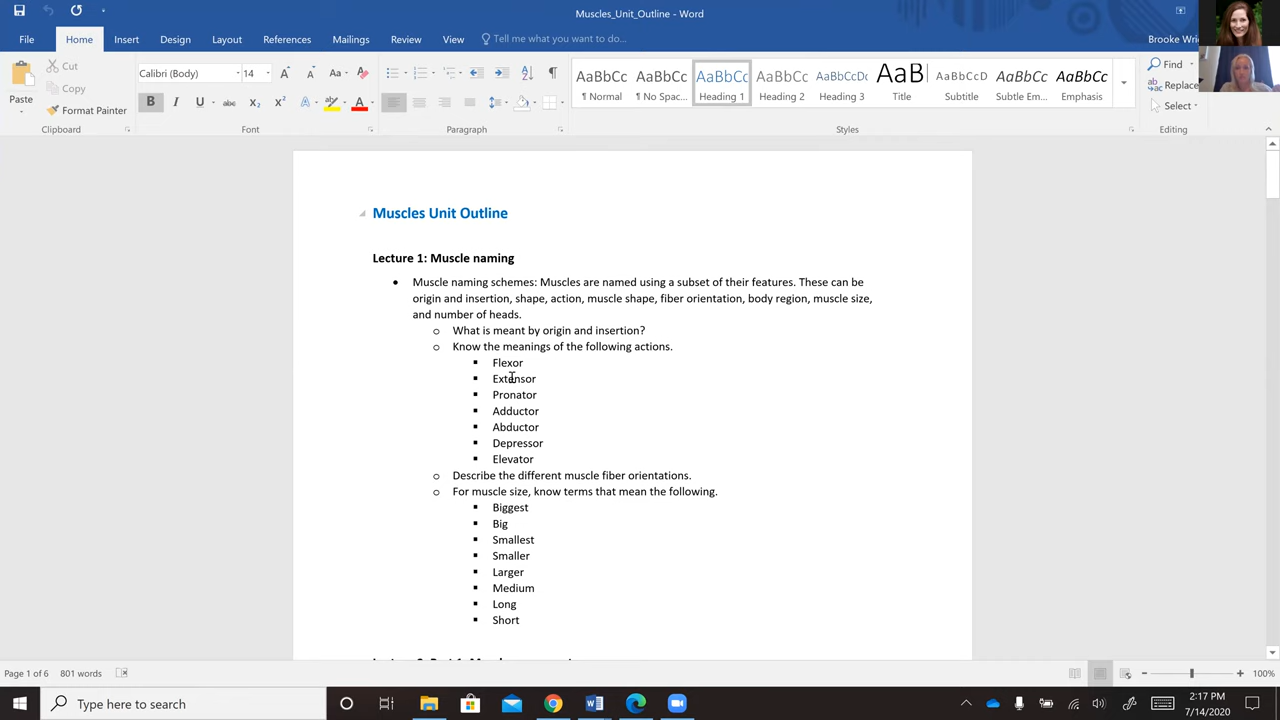 Muscles_Unit_Outline - Word
File Home Insert Design Layout References Mailings Review View Tell me what you want to do...
Cut
Copy
Format Painter
Paste
Calibri (Body) 14
AaBbCc AaBbCc AaBbCc AaBbCc AaBbCcDc AaB AaBbCcD AaBbCc AaBbCc
¶ Normal ¶ No Spac... Heading 1 Heading 2 Heading 3 Title Subtitle Subtle Em... Emphasis
Find
Replace
Select
Clipboard Font Paragraph Styles Editing
Muscles Unit Outline
Lecture 1: Muscle naming
• Muscle naming schemes: Muscles are named using a subset of their features. These can be
origin and insertion, shape, action, muscle shape, fiber orientation, body region, muscle size,
and number of heads.
o What is meant by origin and insertion?
o Know the meanings of the following actions.
▪ Flexor
▪ Extensor
▪ Pronator
▪ Adductor
▪ Abductor
▪ Depressor
▪ Elevator
o Describe the different muscle fiber orientations.
o For muscle size, know terms that mean the following.
▪ Biggest
▪ Big
▪ Smallest
▪ Smaller
▪ Larger
▪ Medium
▪ Long
▪ Short
Page 1 of 6 801 words
100%
Type here to search
2:17 PM
7/14/2020